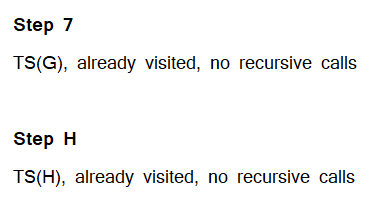 Step 7
TS(G), already visited, no recursive calls
Step H
TS(H), already visited, no recursive calls